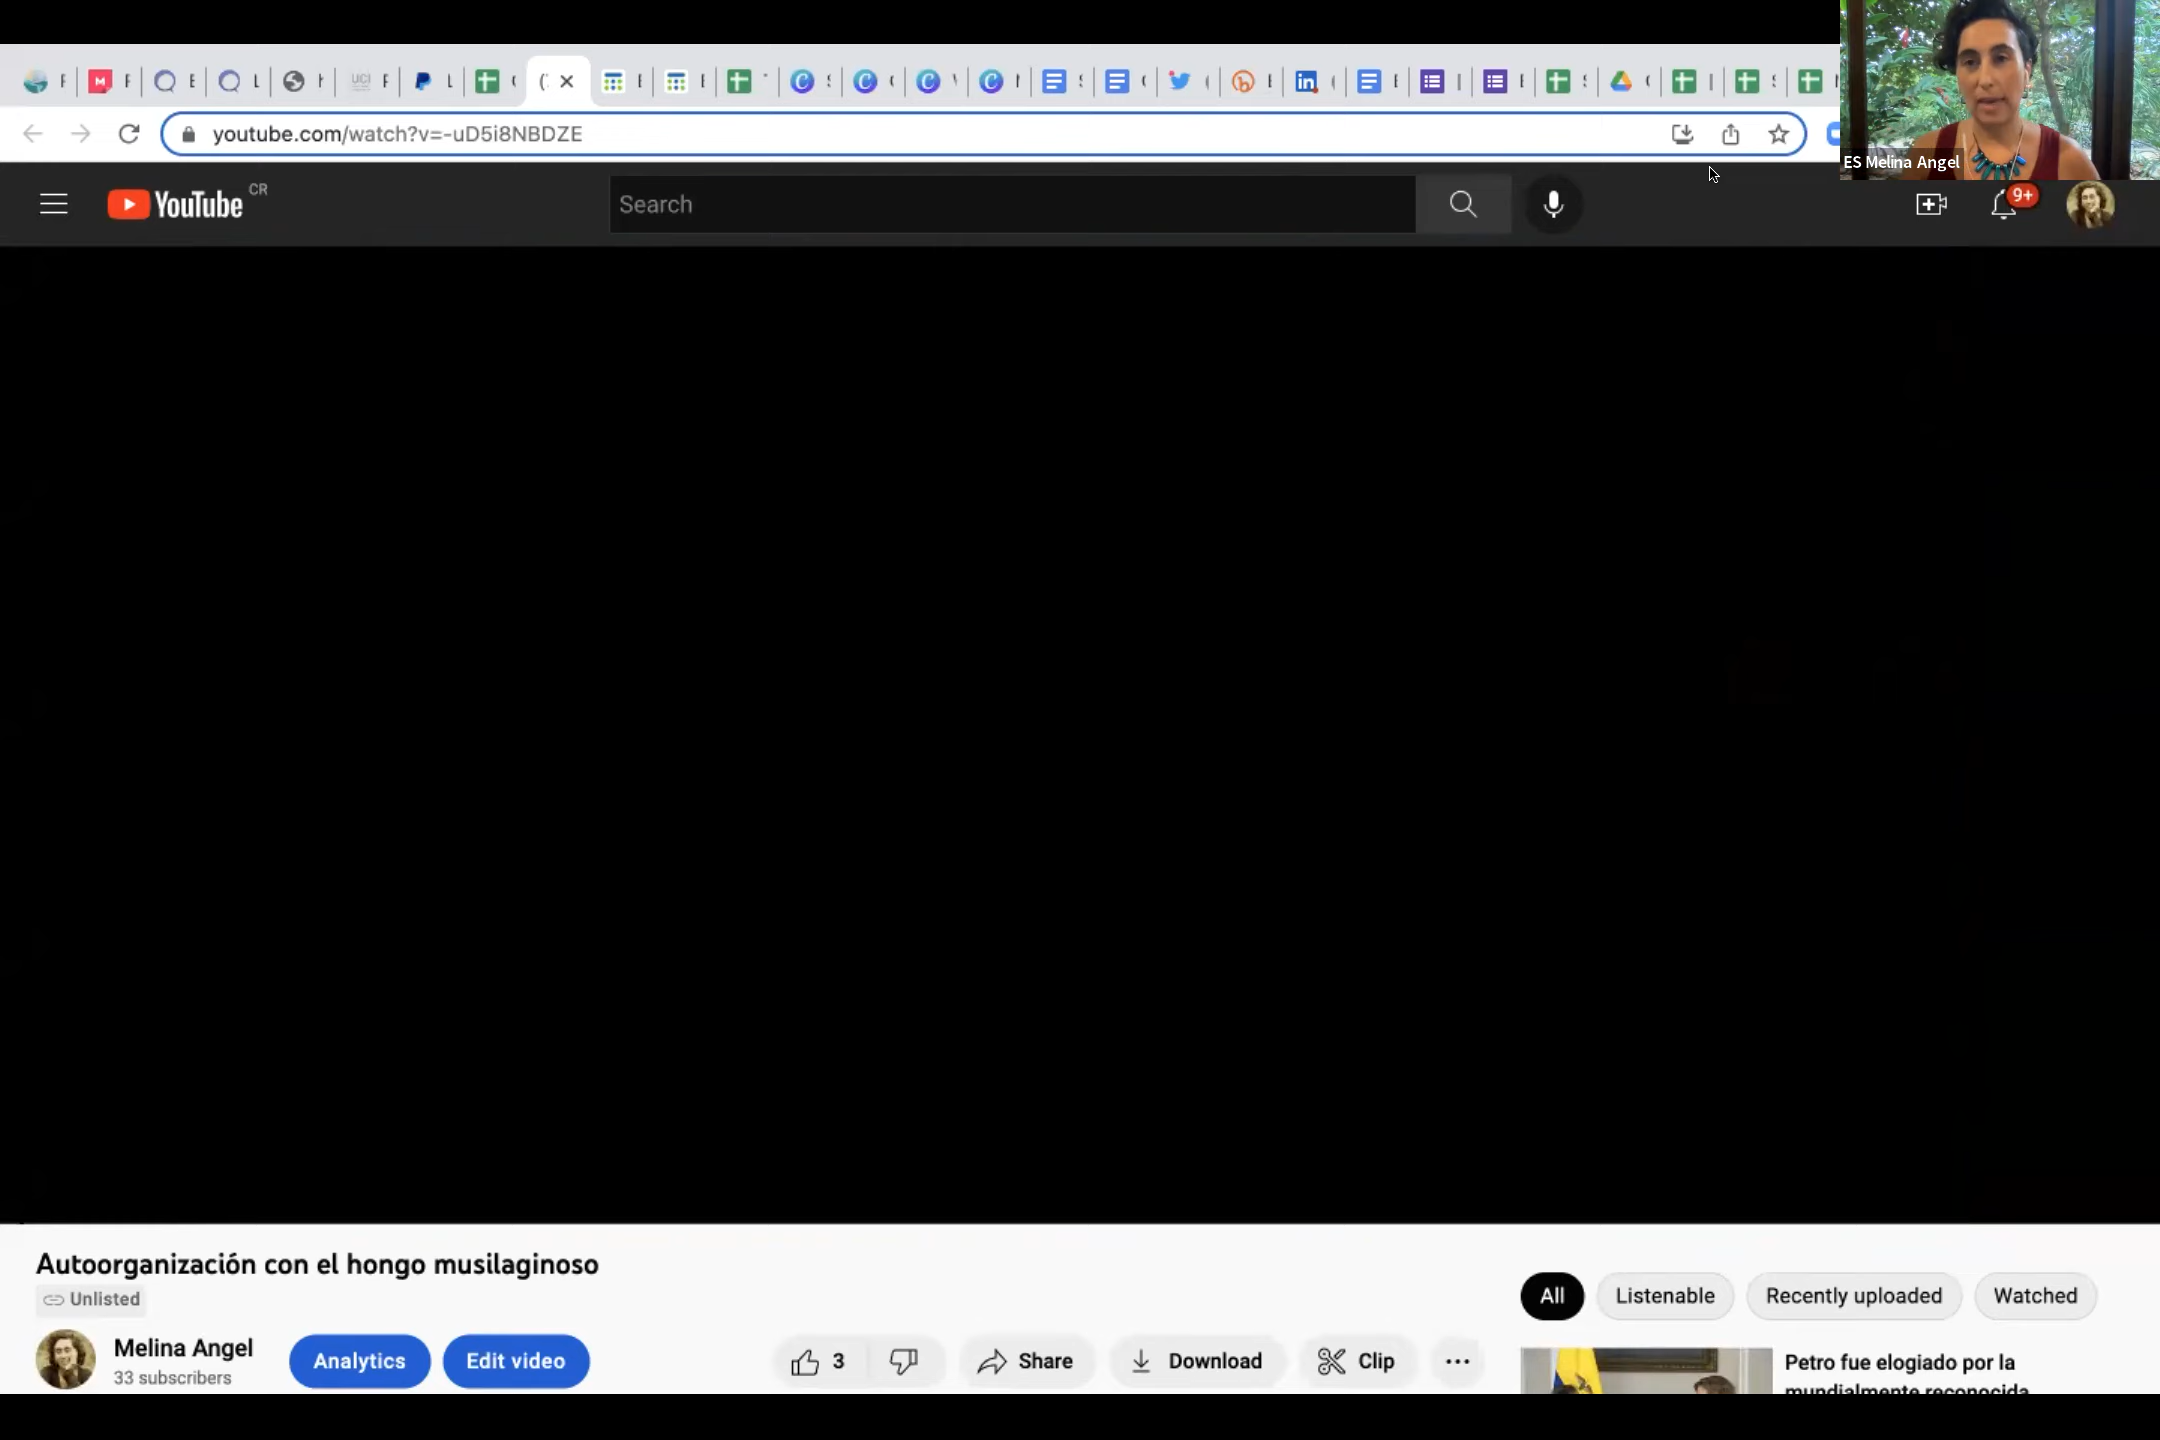 youtube.com/watch?v=-uD5i8NBDZE
ES Melina Angel
YouTube CR
Search
9+
Autoorganización con el hongo musilaginoso
Unlisted
Melina Angel
33 subscribers
Analytics
Edit video
3
Share
Download
Clip
All
Listenable
Recently uploaded
Watched
Petro fue elogiado por la
mundialmente reconocida